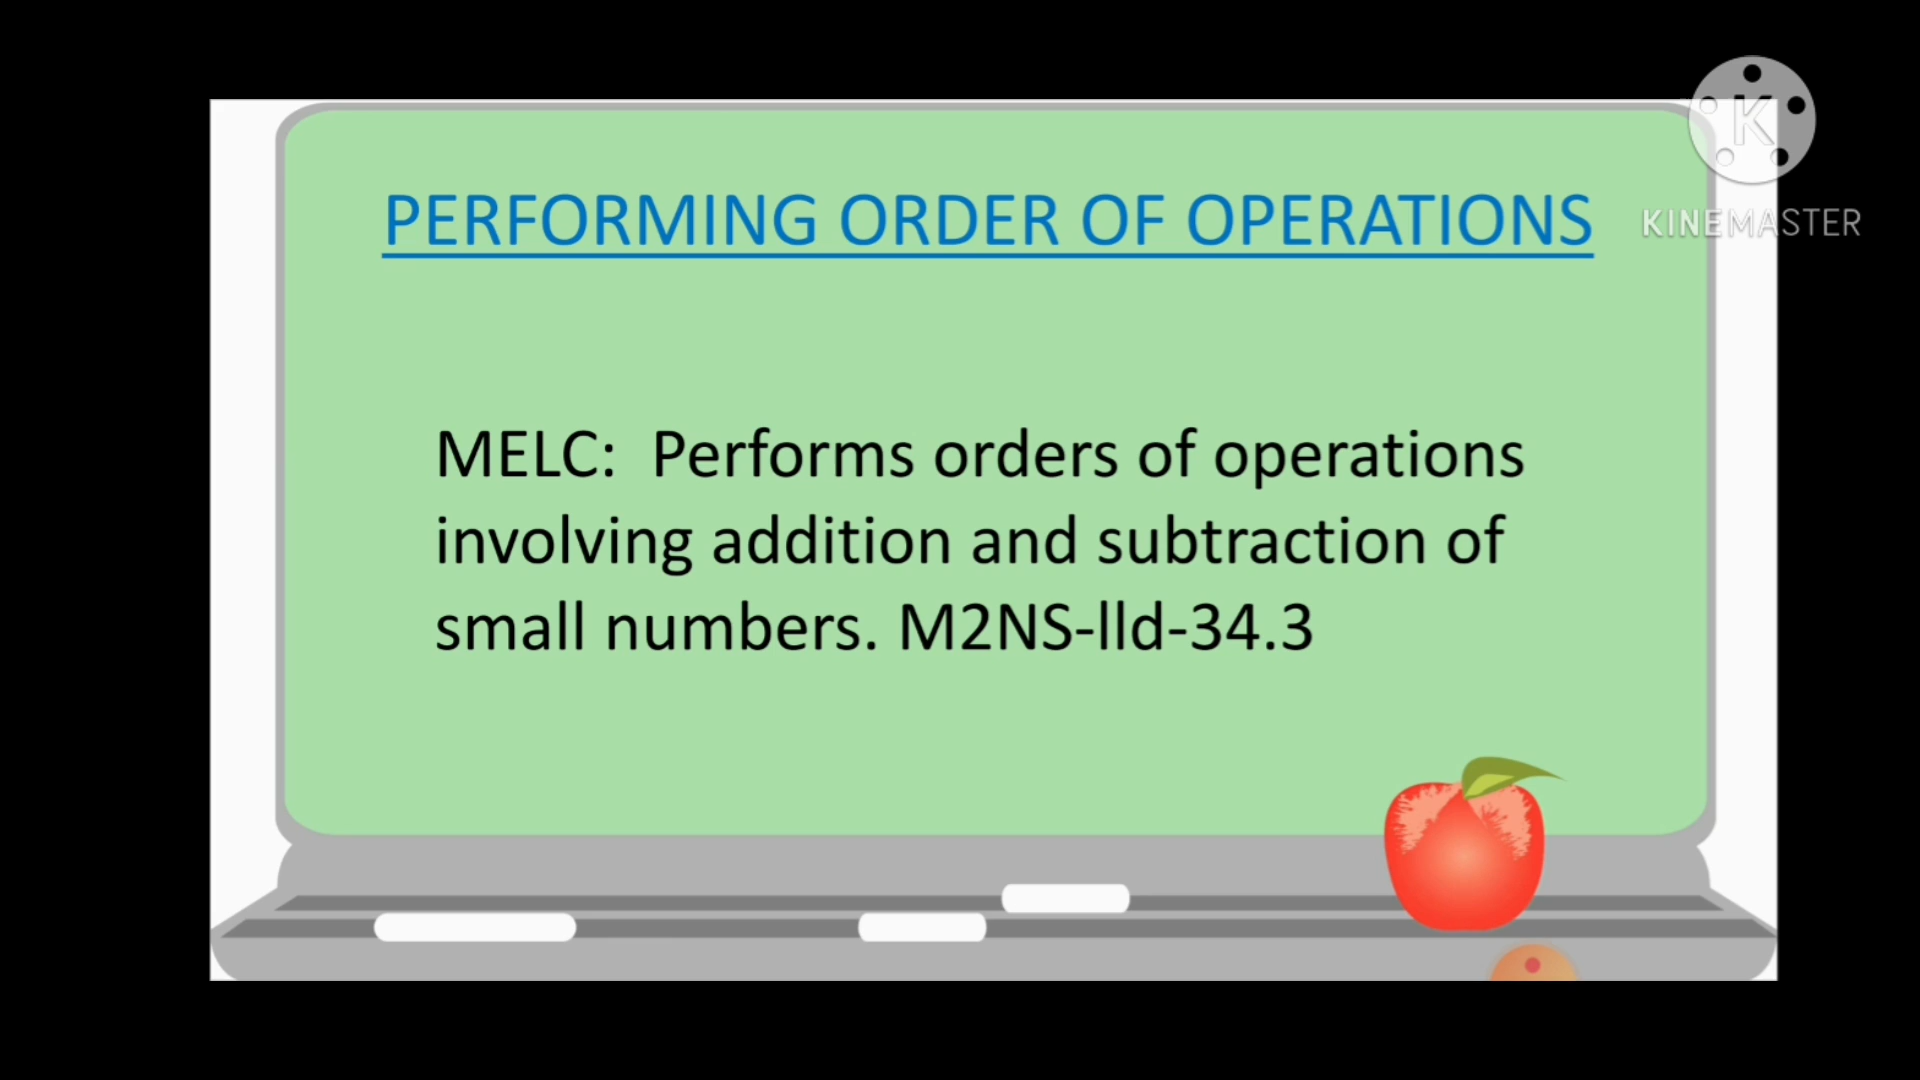 PERFORMING ORDER OF OPERATIONS
K
KINEMASTER
MELC:  Performs orders of operations
involving addition and subtraction of
small numbers. M2NS-lld-34.3